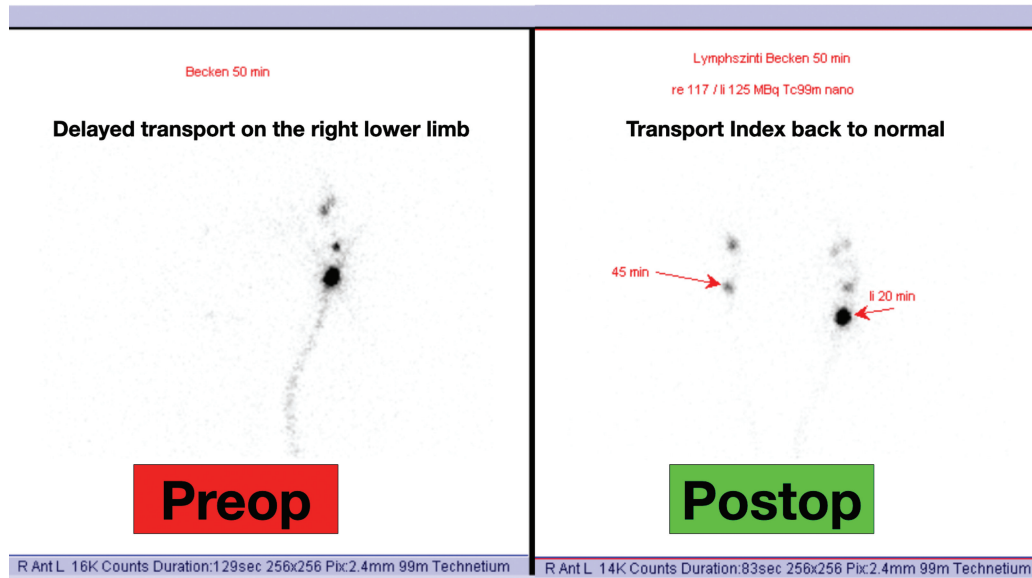 Becken 50 min
Delayed transport on the right lower limb
Preop
R Ant L 16K Counts Duration:129sec 256x256 Pix:2.4mm 99m Technetium
Lymphszinti Becken 50 min
re 117 / li 125 MBq Tc99m nano
Transport Index back to normal
45 min
li 20 min
Postop
R Ant L 14K Counts Duration:83sec 256x256 Pix:2.4mm 99m Technetium